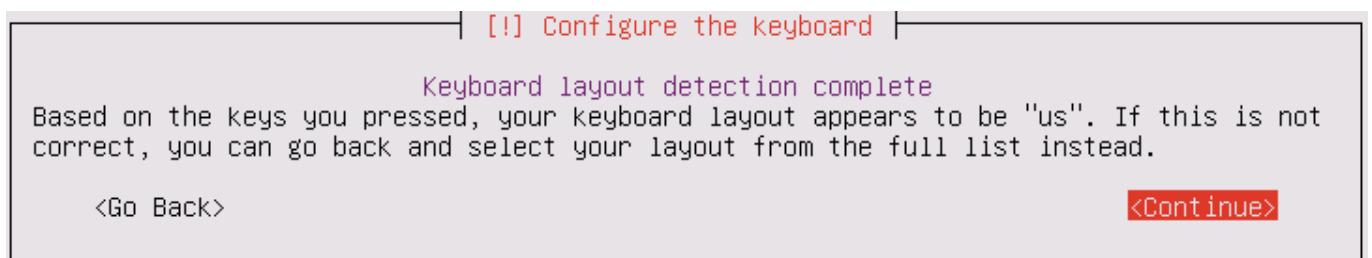 [!] Configure the keyboard
Keyboard layout detection complete
Based on the keys you pressed, your keyboard layout appears to be "us". If this is not
correct, you can go back and select your layout from the full list instead.
<Go Back> <Continue>